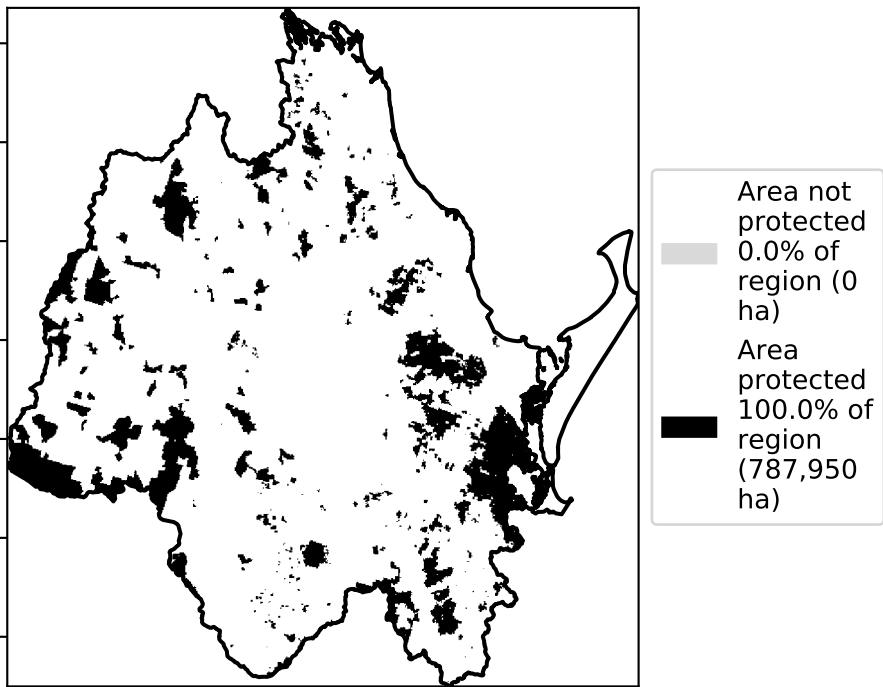 Area not
protected
0.0% of
region (0
ha)
Area
protected
100.0% of
region
(787,950
ha)